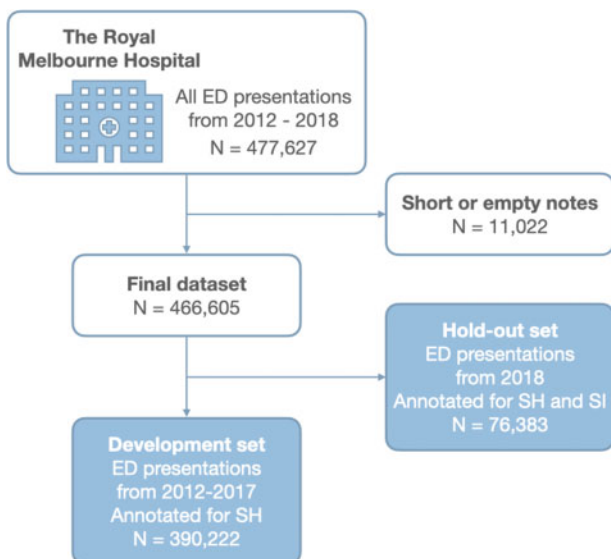 The Royal
Melbourne Hospital
All ED presentations
from 2012 - 2018
N = 477,627
Short or empty notes
N = 11,022
Final dataset
N = 466,605
Hold-out set
ED presentations
from 2018
Annotated for SH and SI
N = 76,383
Development set
ED presentations
from 2012-2017
Annotated for SH
N = 390,222